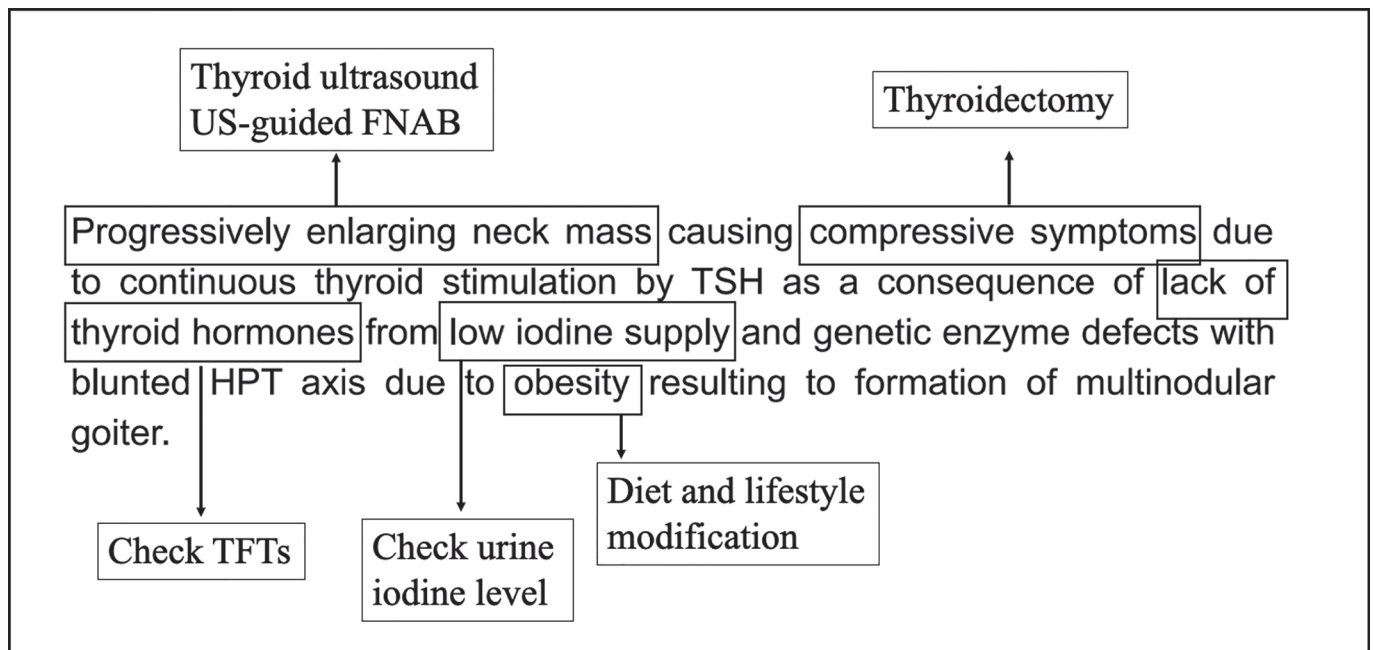 Thyroid ultrasound
US-guided FNAB
Thyroidectomy
Progressively enlarging neck mass causing compressive symptoms due
to continuous thyroid stimulation by TSH as a consequence of lack of
thyroid hormones from low iodine supply and genetic enzyme defects with
blunted HPT axis due to obesity resulting to formation of multinodular
goiter.
Diet and lifestyle
modification
Check TFTs
Check urine
iodine level